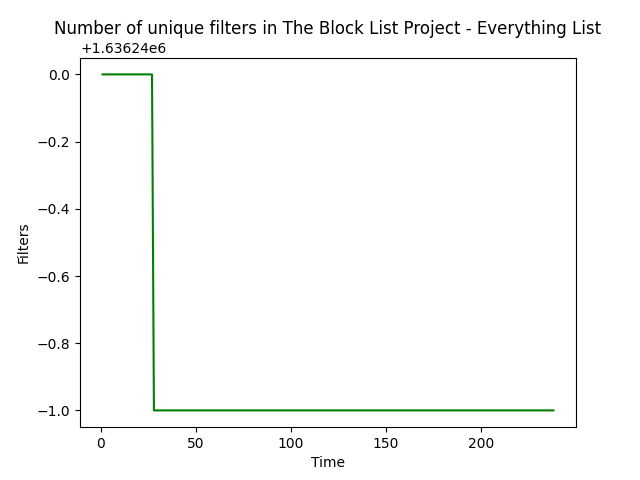 Number of unique filters in The Block List Project - Everything List
+1.63624e6
0.0
−0.2
−0.4
−0.6
−0.8
−1.0
Filters
0 50 100 150 200
Time